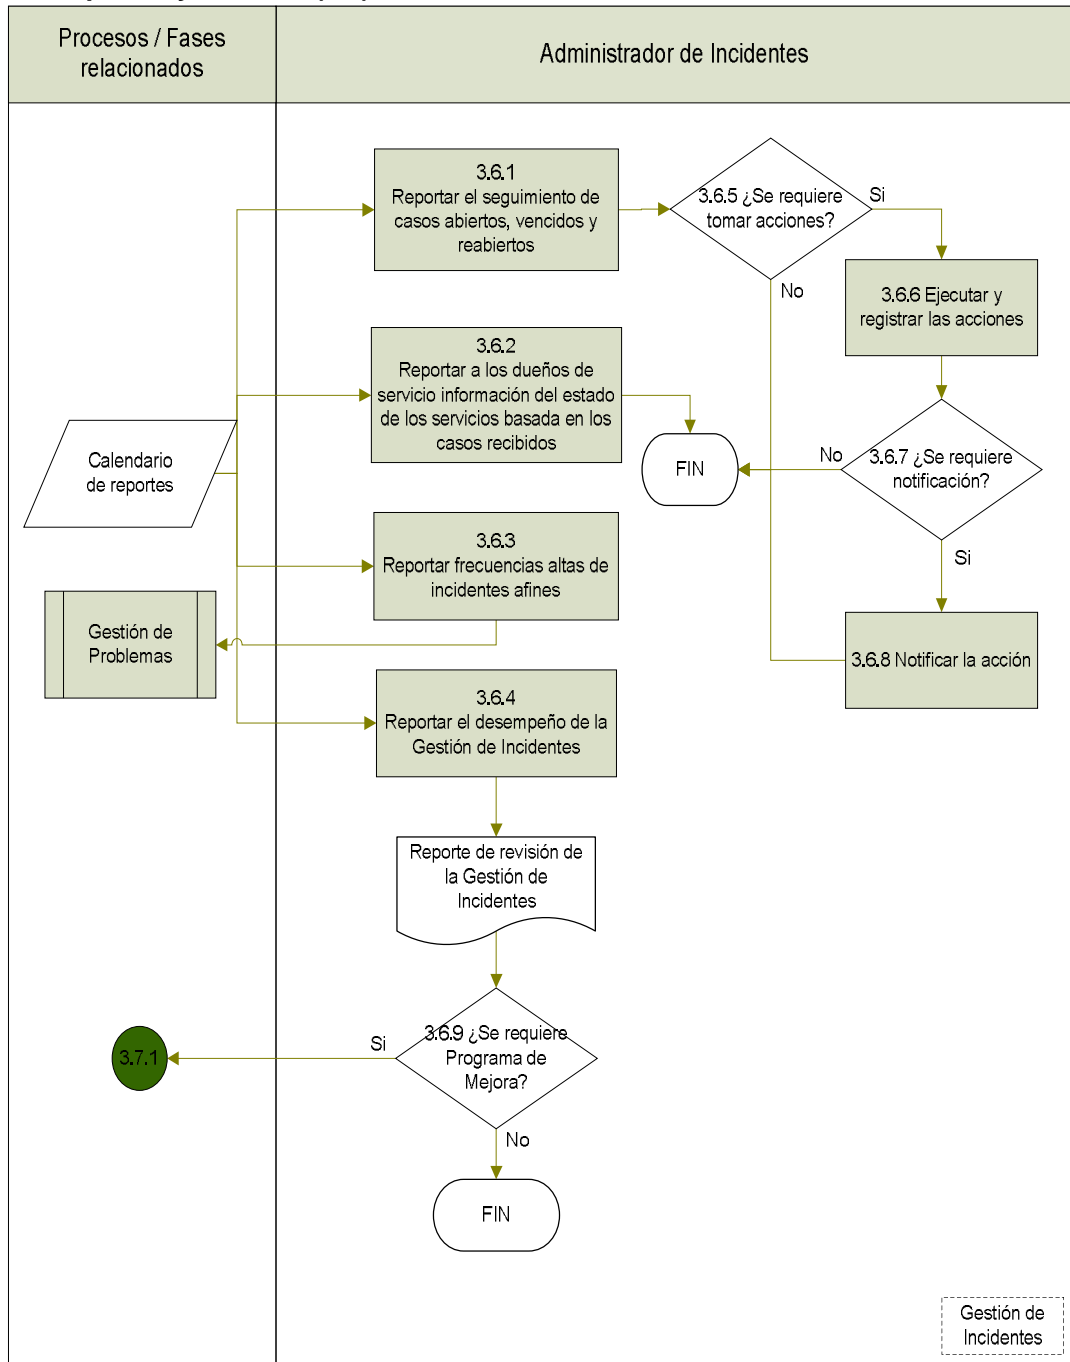 Procesos / Fases
relacionados
Administrador de Incidentes
3.6.1
Reportar el seguimiento de
casos abiertos, vencidos y
reabiertos
3.6.5 ¿Se requiere
tomar acciones?
Si
No
3.6.6 Ejecutar y
registrar las acciones
3.6.2
Reportar a los dueños de
servicio información del estado
de los servicios basada en los
casos recibidos
FIN
No
3.6.7 ¿Se requiere
notificación?
Si
Calendario
de reportes
3.6.3
Reportar frecuencias altas de
incidentes afines
Gestión de
Problemas
3.6.8 Notificar la acción
3.6.4
Reportar el desempeño de la
Gestión de Incidentes
Reporte de revisión de
la Gestión de
Incidentes
3.6.9 ¿Se requiere
Programa de
Mejora?
Si
3.7.1
No
FIN
Gestión de
Incidentes